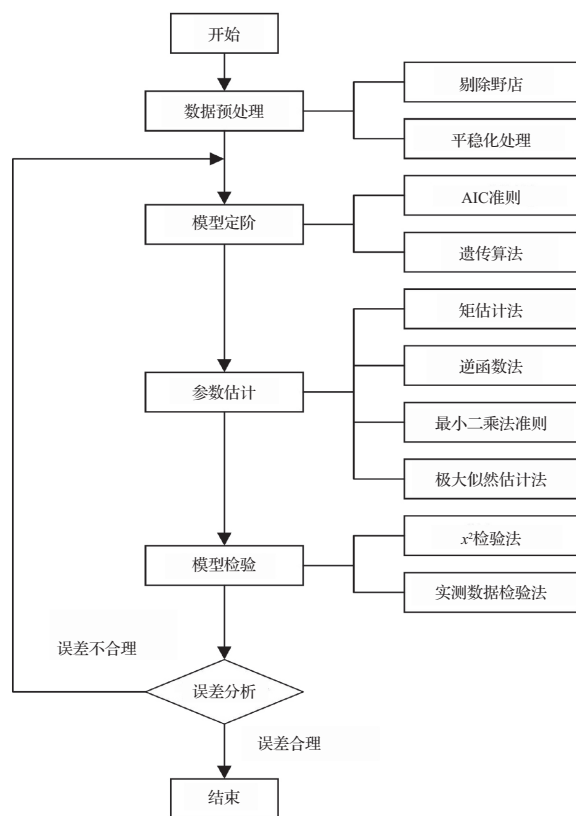 开始
数据预处理
剔除野店
平稳化处理
模型定阶
AIC准则
遗传算法
参数估计
矩估计法
逆函数法
最小二乘法准则
极大似然估计法
模型检验
x²检验法
实测数据检验法
误差不合理
误差分析
误差合理
结束